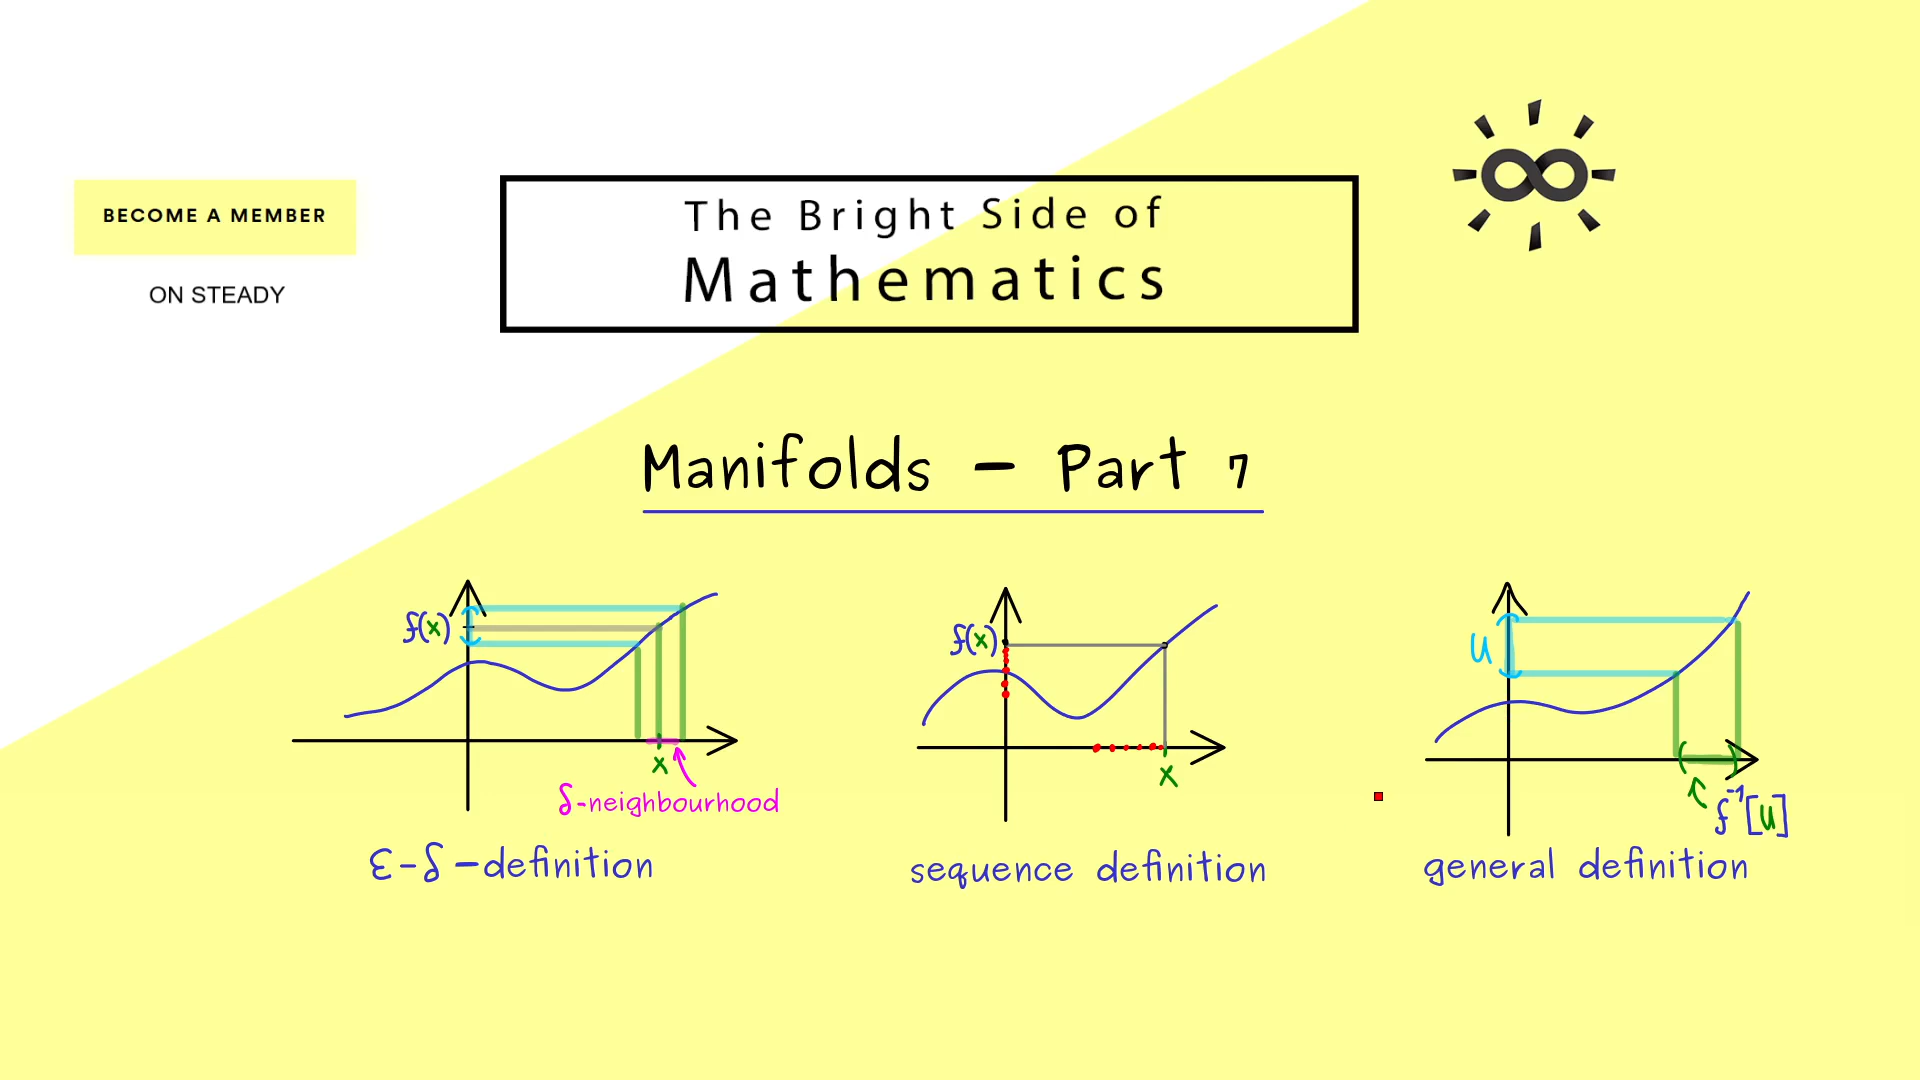 BECOME A MEMBER
ON STEADY
The Bright Side of
Mathematics
Manifolds – Part 7
f(x)
x
δ-neighbourhood
ε-δ-definition
f(x)
x
sequence definition
U
f⁻¹[U]
general definition